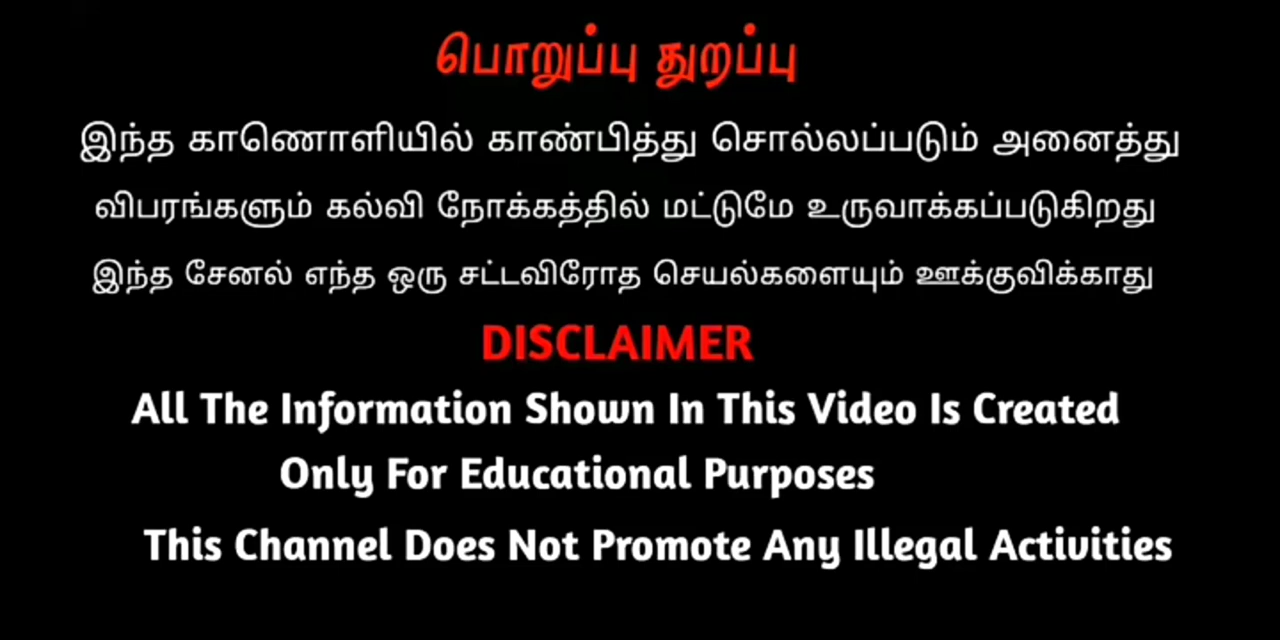 பொறுப்பு துறப்பு
இந்த காணொளியில் காண்பித்து சொல்லப்படும் அனைத்து
விபரங்களும் கல்வி நோக்கத்தில் மட்டுமே உருவாக்கப்படுகிறது
இந்த சேனல் எந்த ஒரு சட்டவிரோத செயல்களையும் ஊக்குவிக்காது
DISCLAIMER
All The Information Shown In This Video Is Created
Only For Educational Purposes
This Channel Does Not Promote Any Illegal Activities